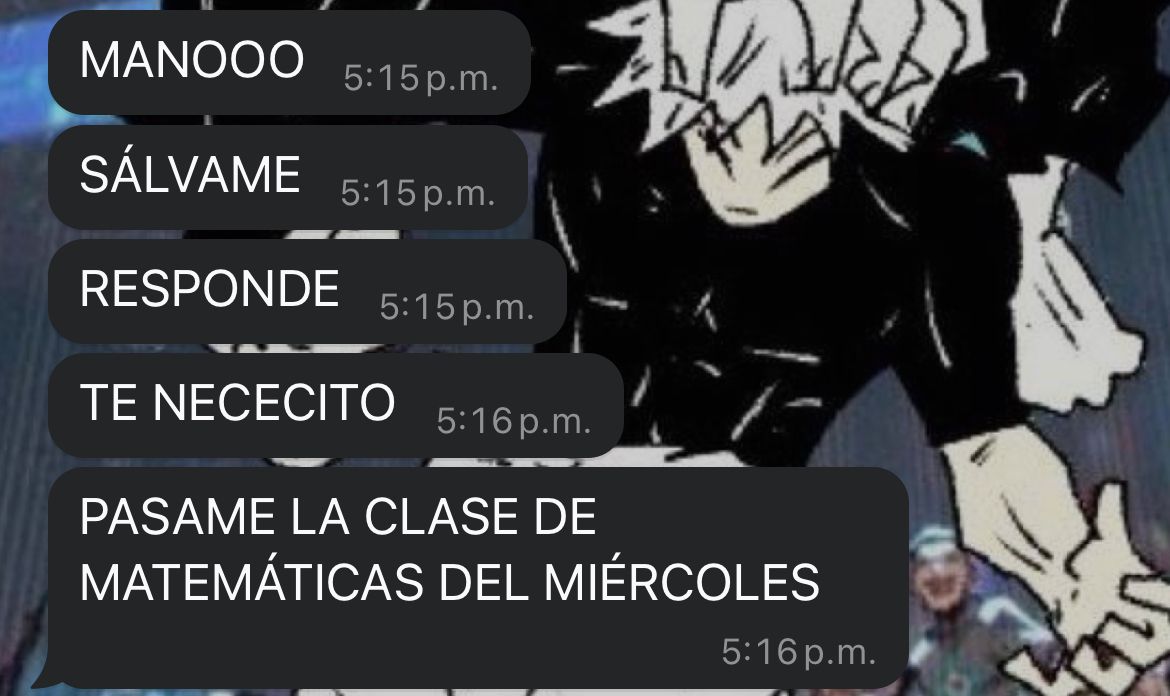 MANOOO 5:15 p.m.
SÁLVAME 5:15 p.m.
RESPONDE 5:15 p.m.
TE NECECITO 5:16 p.m.
PASAME LA CLASE DE
MATEMÁTICAS DEL MIÉRCOLES
5:16 p.m.